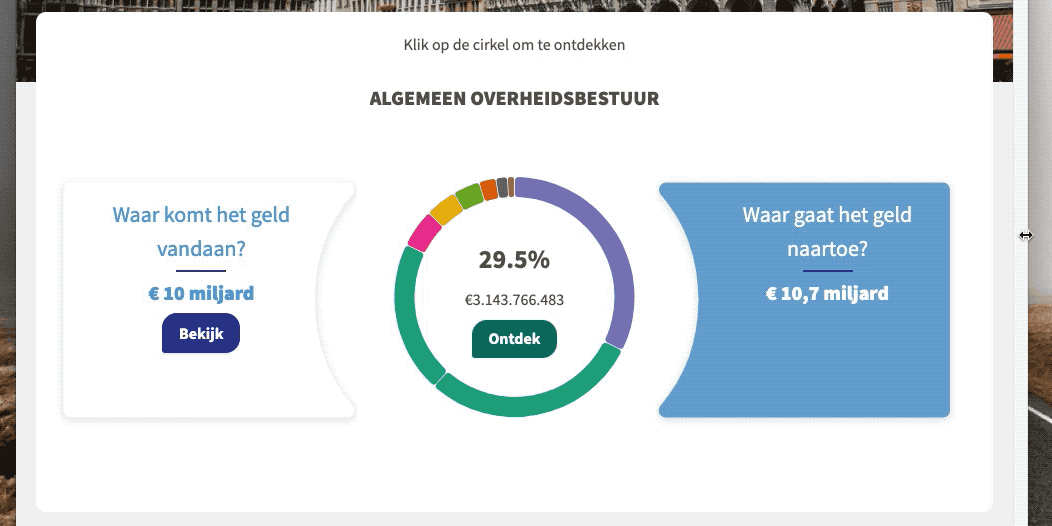 Klik op de cirkel om te ontdekken
ALGEMEEN OVERHEIDSBESTUUR
Waar komt het geld
vandaan?
€ 10 miljard
Bekijk
29.5%
€3.143.766.483
Ontdek
Waar gaat het geld
naartoe?
€ 10,7 miljard